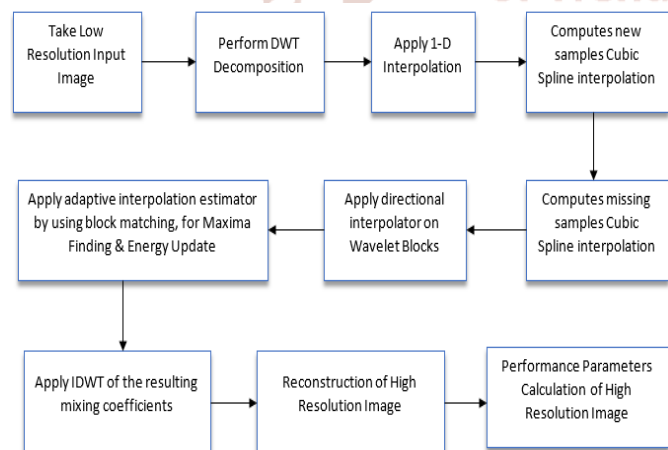 Take Low
Resolution Input
Image
Perform DWT
Decomposition
Apply 1-D
Interpolation
Computes new
samples Cubic
Spline interpolation
Apply adaptive interpolation estimator
by using block matching, for Maxima
Finding & Energy Update
Apply directional
interpolator on
Wavelet Blocks
Computes missing
samples Cubic
Spline interpolation
Apply IDWT of the resulting
mixing coefficients
Reconstruction of High
Resolution Image
Performance Parameters
Calculation of High
Resolution Image